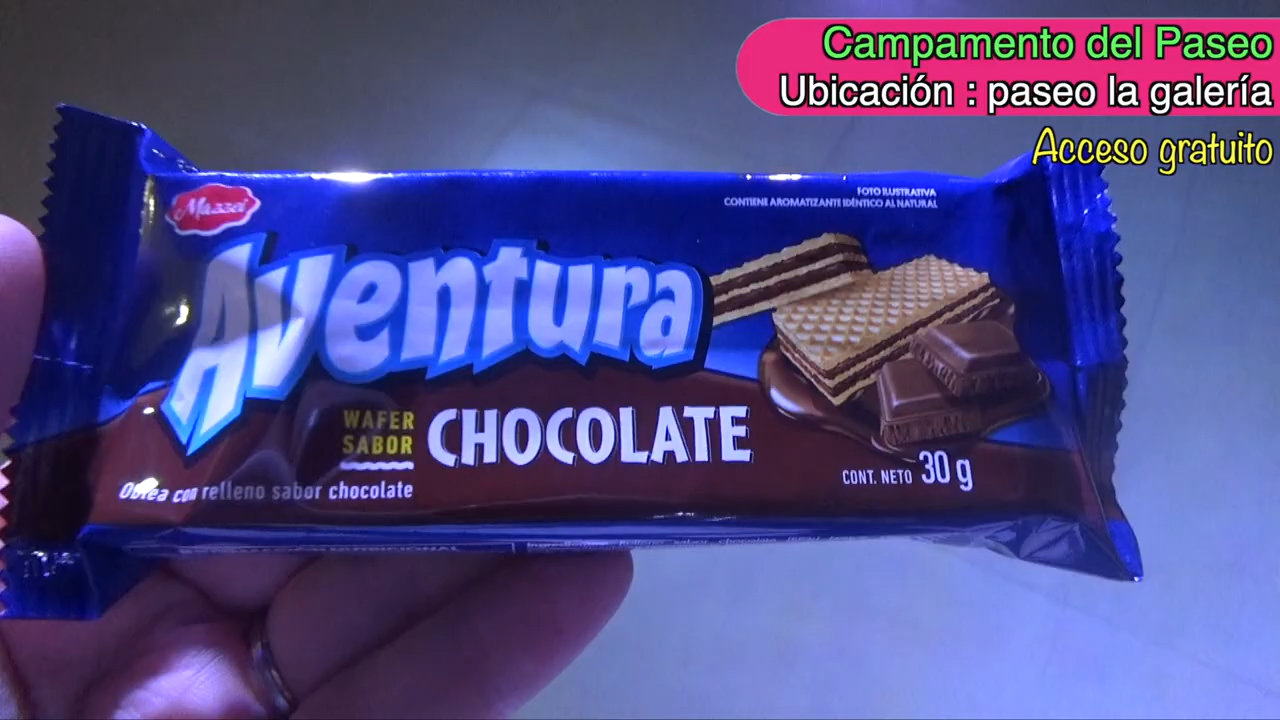 Campamento del Paseo
Ubicación : paseo la galería
Acceso gratuito
FOTO ILUSTRATIVA
CONTIENE AROMATIZANTE IDÉNTICO AL NATURAL
Mazzei
Aventura
WAFER
SABOR
CHOCOLATE
Oblea con relleno sabor chocolate
CONT. NETO 30 g